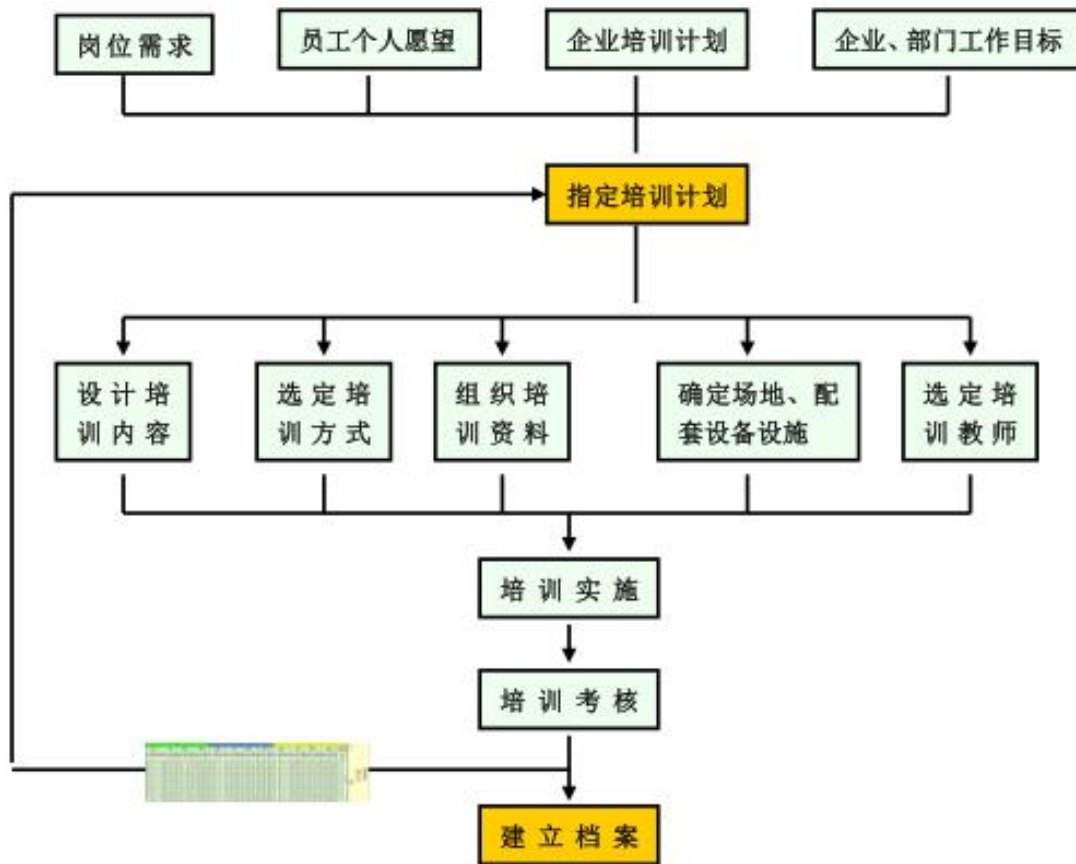 岗位需求
员工个人愿望
企业培训计划
企业、部门工作目标
指定培训计划
设计培
训内容
选定培
训方式
组织培
训资料
确定场地、配
套设备设施
选定培
训教师
培训实施
培训考核
建立档案